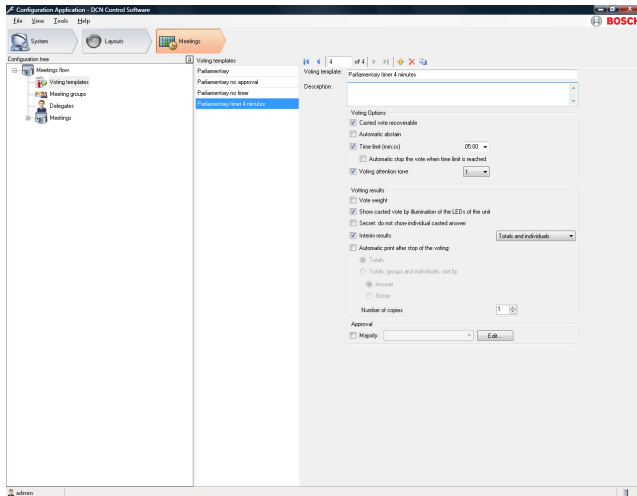 Configuration Application - DCN Control Software
File View Tools Help
BOSCH
System Layouts Meetings
Configuration tree
Meetings flow
Voting templates
Meeting groups
Delegates
Meetings
Voting templates
Parliamentary
Parliamentary no approval
Parliamentary no timer
Parliamentary timer 4 minutes
4 of 4
Voting template: Parliamentary timer 4 minutes
Description:
Voting Options
Casted vote recoverable
Automatic abstain
Time limit (mm:ss) 05:00
Automatic stop the vote when time limit is reached
Voting attention tone 1
Voting results
Vote weight
Show casted vote by illumination of the LEDs of the unit
Secret: do not show individual casted answer
Interim results Totals and individuals
Automatic print after stop of the voting:
Totals
Totals, groups and individuals, sort by
Answer
Group
Number of copies 1
Approval
Majority Edit...
admin